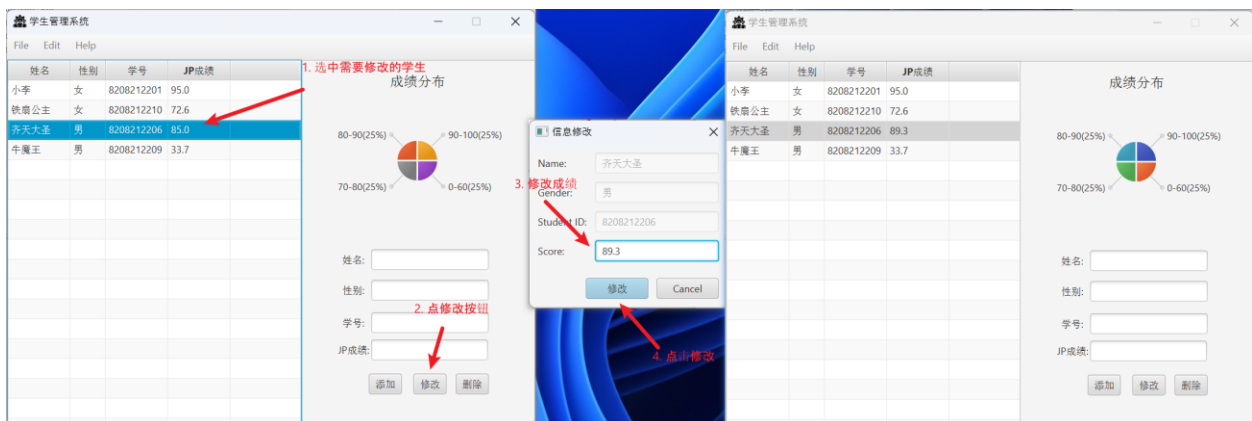 学生管理系统
File Edit Help
姓名 性别 学号 JP成绩
小李 女 8208212201 95.0
铁扇公主 女 8208212210 72.6
齐天大圣 男 8208212206 85.0
牛魔王 男 8208212209 33.7
1. 选中需要修改的学生
成绩分布
80-90(25%) 90-100(25%)
70-80(25%) 0-60(25%)
姓名:
性别:
2. 点修改按钮
学号:
JP成绩:
添加 修改 删除
信息修改
Name: 齐天大圣
3. 修改成绩
Gender: 男
Student ID: 8208212206
Score: 89.3
修改 Cancel
4. 点击修改
学生管理系统
File Edit Help
姓名 性别 学号 JP成绩
小李 女 8208212201 95.0
铁扇公主 女 8208212210 72.6
齐天大圣 男 8208212206 89.3
牛魔王 男 8208212209 33.7
成绩分布
80-90(25%) 90-100(25%)
70-80(25%) 0-60(25%)
姓名:
性别:
学号:
JP成绩:
添加 修改 删除